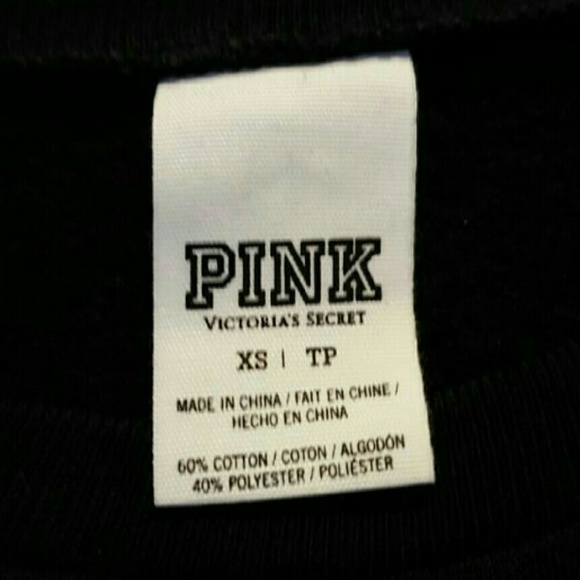 PINK
VICTORIA'S SECRET
XS | TP
MADE IN CHINA / FAIT EN CHINE /
HECHO EN CHINA
60% COTTON / COTON / ALGODÓN
40% POLYESTER / POLIÉSTER